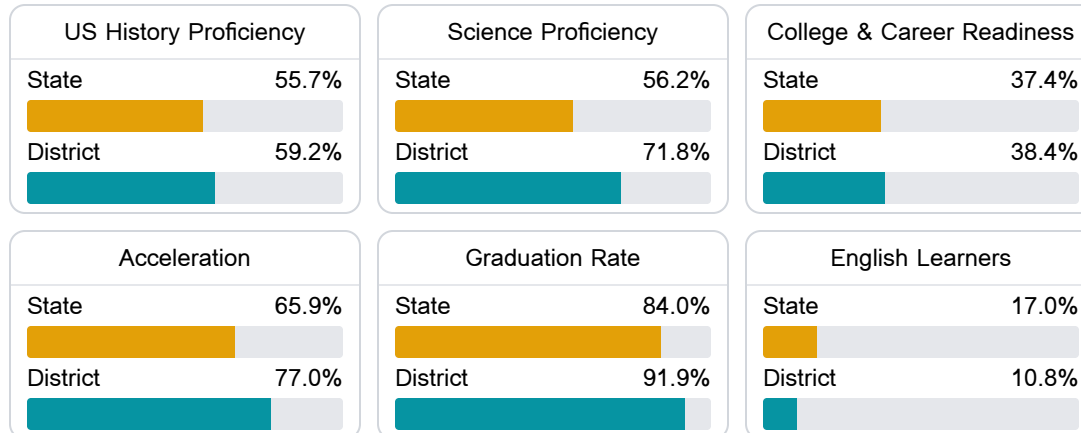 US History Proficiency
State 55.7%
District 59.2%
Science Proficiency
State 56.2%
District 71.8%
College & Career Readiness
State 37.4%
District 38.4%
Acceleration
State 65.9%
District 77.0%
Graduation Rate
State 84.0%
District 91.9%
English Learners
State 17.0%
District 10.8%